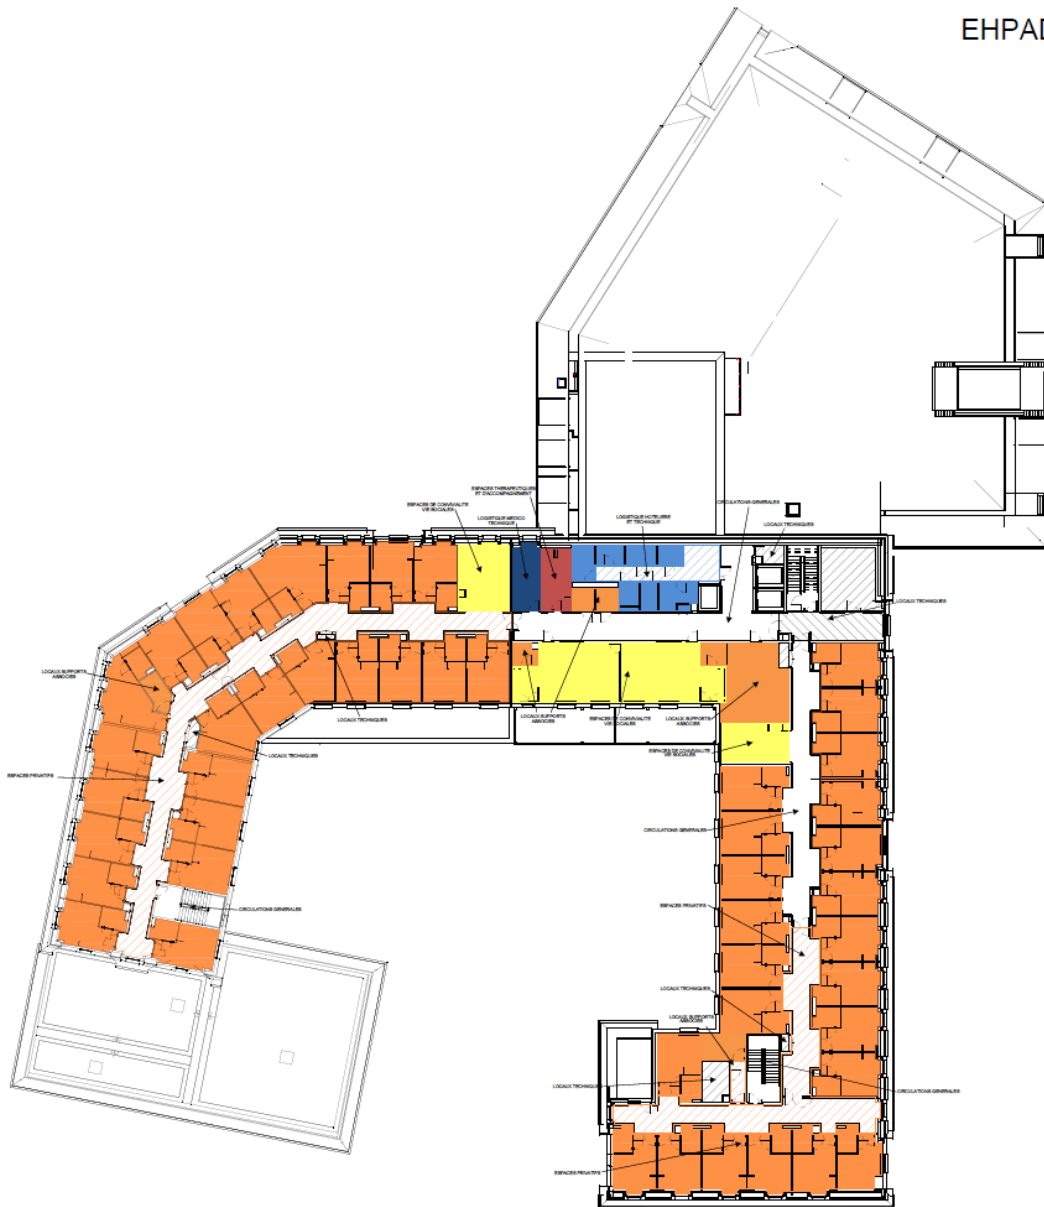 EHPAD
ESPACES THERAPEUTIQUES
ET D'ACCOMPAGNEMENT
ESPACES DE CONVIVIALITE
VIE SOCIALES
LOGISTIQUE MEDICO
TECHNIQUE
LOGISTIQUE HOTELIERE
ET TECHNIQUE
CIRCULATIONS GENERALES
LOCAUX TECHNIQUES
LOCAUX TECHNIQUES
LOCAUX SUPPORTS
ASSOCIES
LOCAUX TECHNIQUES
LOCAUX SUPPORTS
ASSOCIES
ESPACES DE CONVIVIALITE
VIE SOCIALES
LOCAUX SUPPORTS
ASSOCIES
ESPACES DE CONVIVIALITE
VIE SOCIALES
LOCAUX TECHNIQUES
ESPACES PRIVATIFS
CIRCULATIONS GENERALES
CIRCULATIONS GENERALES
ESPACES PRIVATIFS
LOCAUX TECHNIQUES
LOCAUX SUPPORTS
ASSOCIES
LOCAUX TECHNIQUES
CIRCULATIONS GENERALES
ESPACES PRIVATIFS